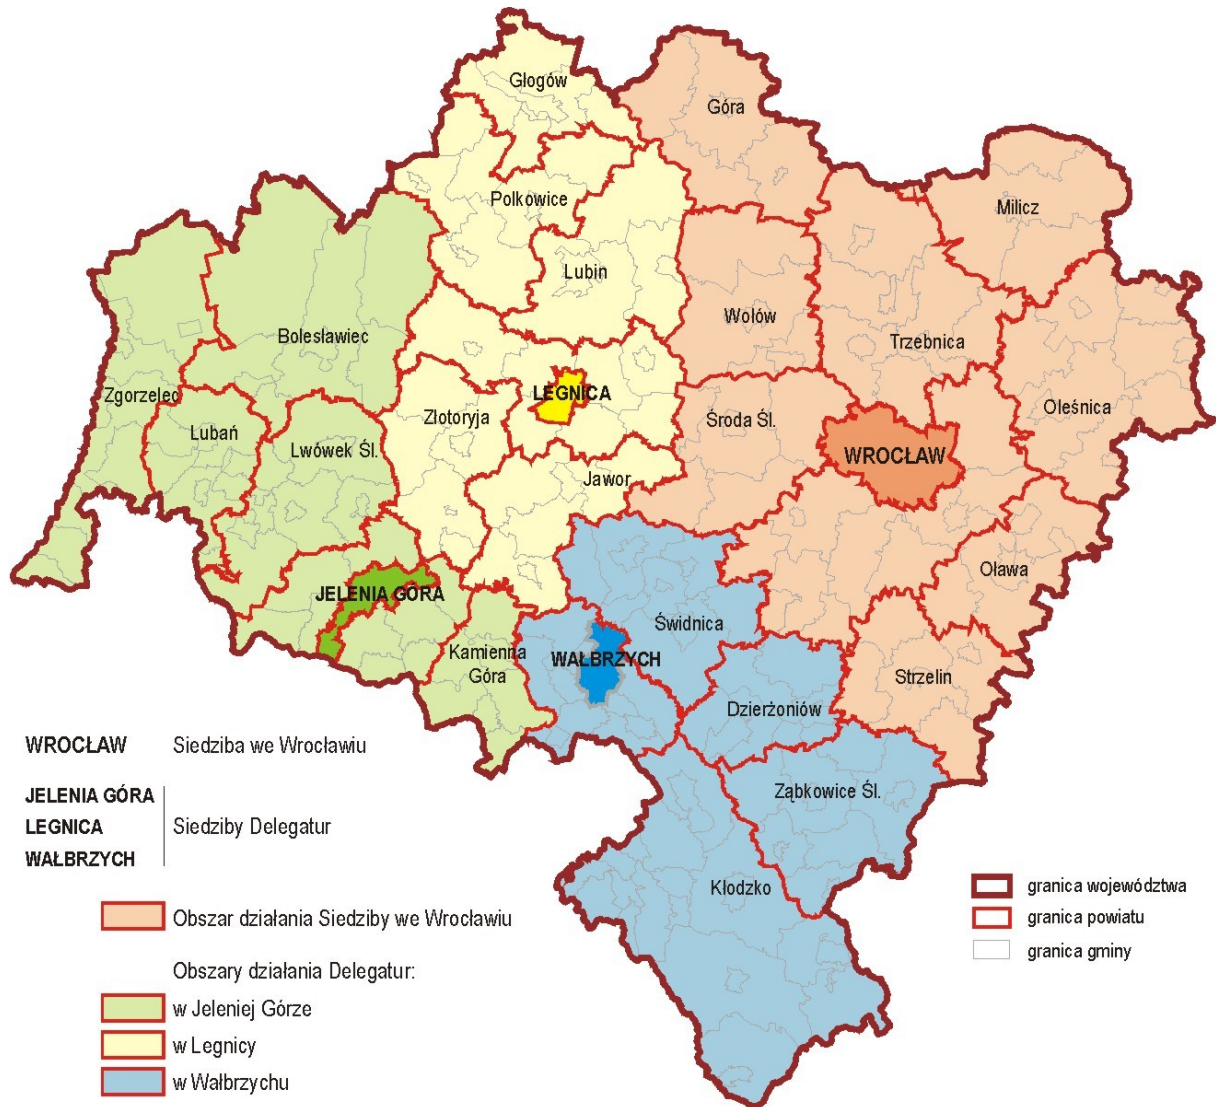 Głogów
Góra
Milicz
Polkowice
Lubin
Wołów
Trzebnica
Bolesławiec
Zgorzelec
Lubań
Lwówek Śl.
Złotoryja
LEGNICA
Środa Śl.
Oleśnica
WROCŁAW
Jawor
JELENIA GÓRA
Oława
Świdnica
Kamienna
Góra
WAŁBRZYCH
Strzelin
Dzierżoniów
Ząbkowice Śl.
Kłodzko
WROCŁAW Siedziba we Wrocławiu
JELENIA GÓRA
LEGNICA Siedziby Delegatur
WAŁBRZYCH
Obszar działania Siedziby we Wrocławiu
Obszary działania Delegatur:
w Jeleniej Górze
w Legnicy
w Wałbrzychu
granica województwa
granica powiatu
granica gminy